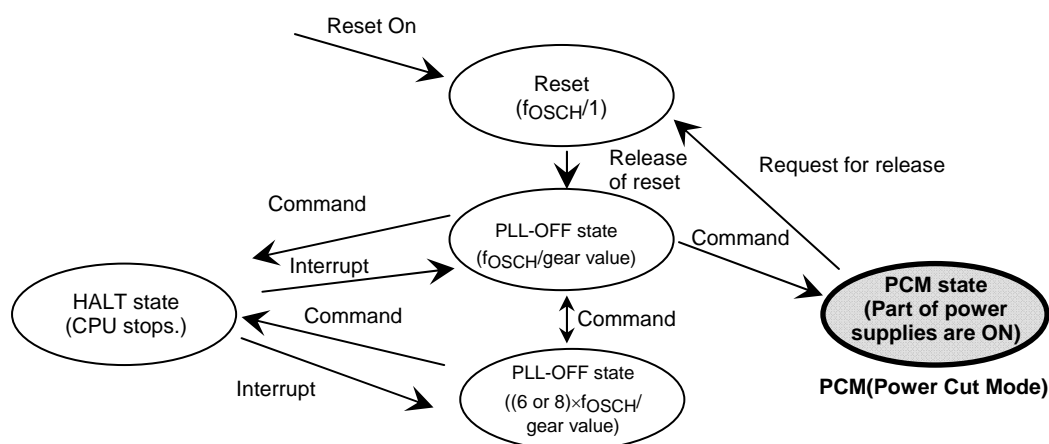 Reset On
Reset
(fOSCH/1)
Release
of reset
Request for release
Command
PLL-OFF state
(fOSCH/gear value)
Command
Interrupt
HALT state
(CPU stops.)
PCM state
(Part of power
supplies are ON)
Command
Command
PCM(Power Cut Mode)
Interrupt
PLL-OFF state
((6 or 8)×fOSCH/
gear value)